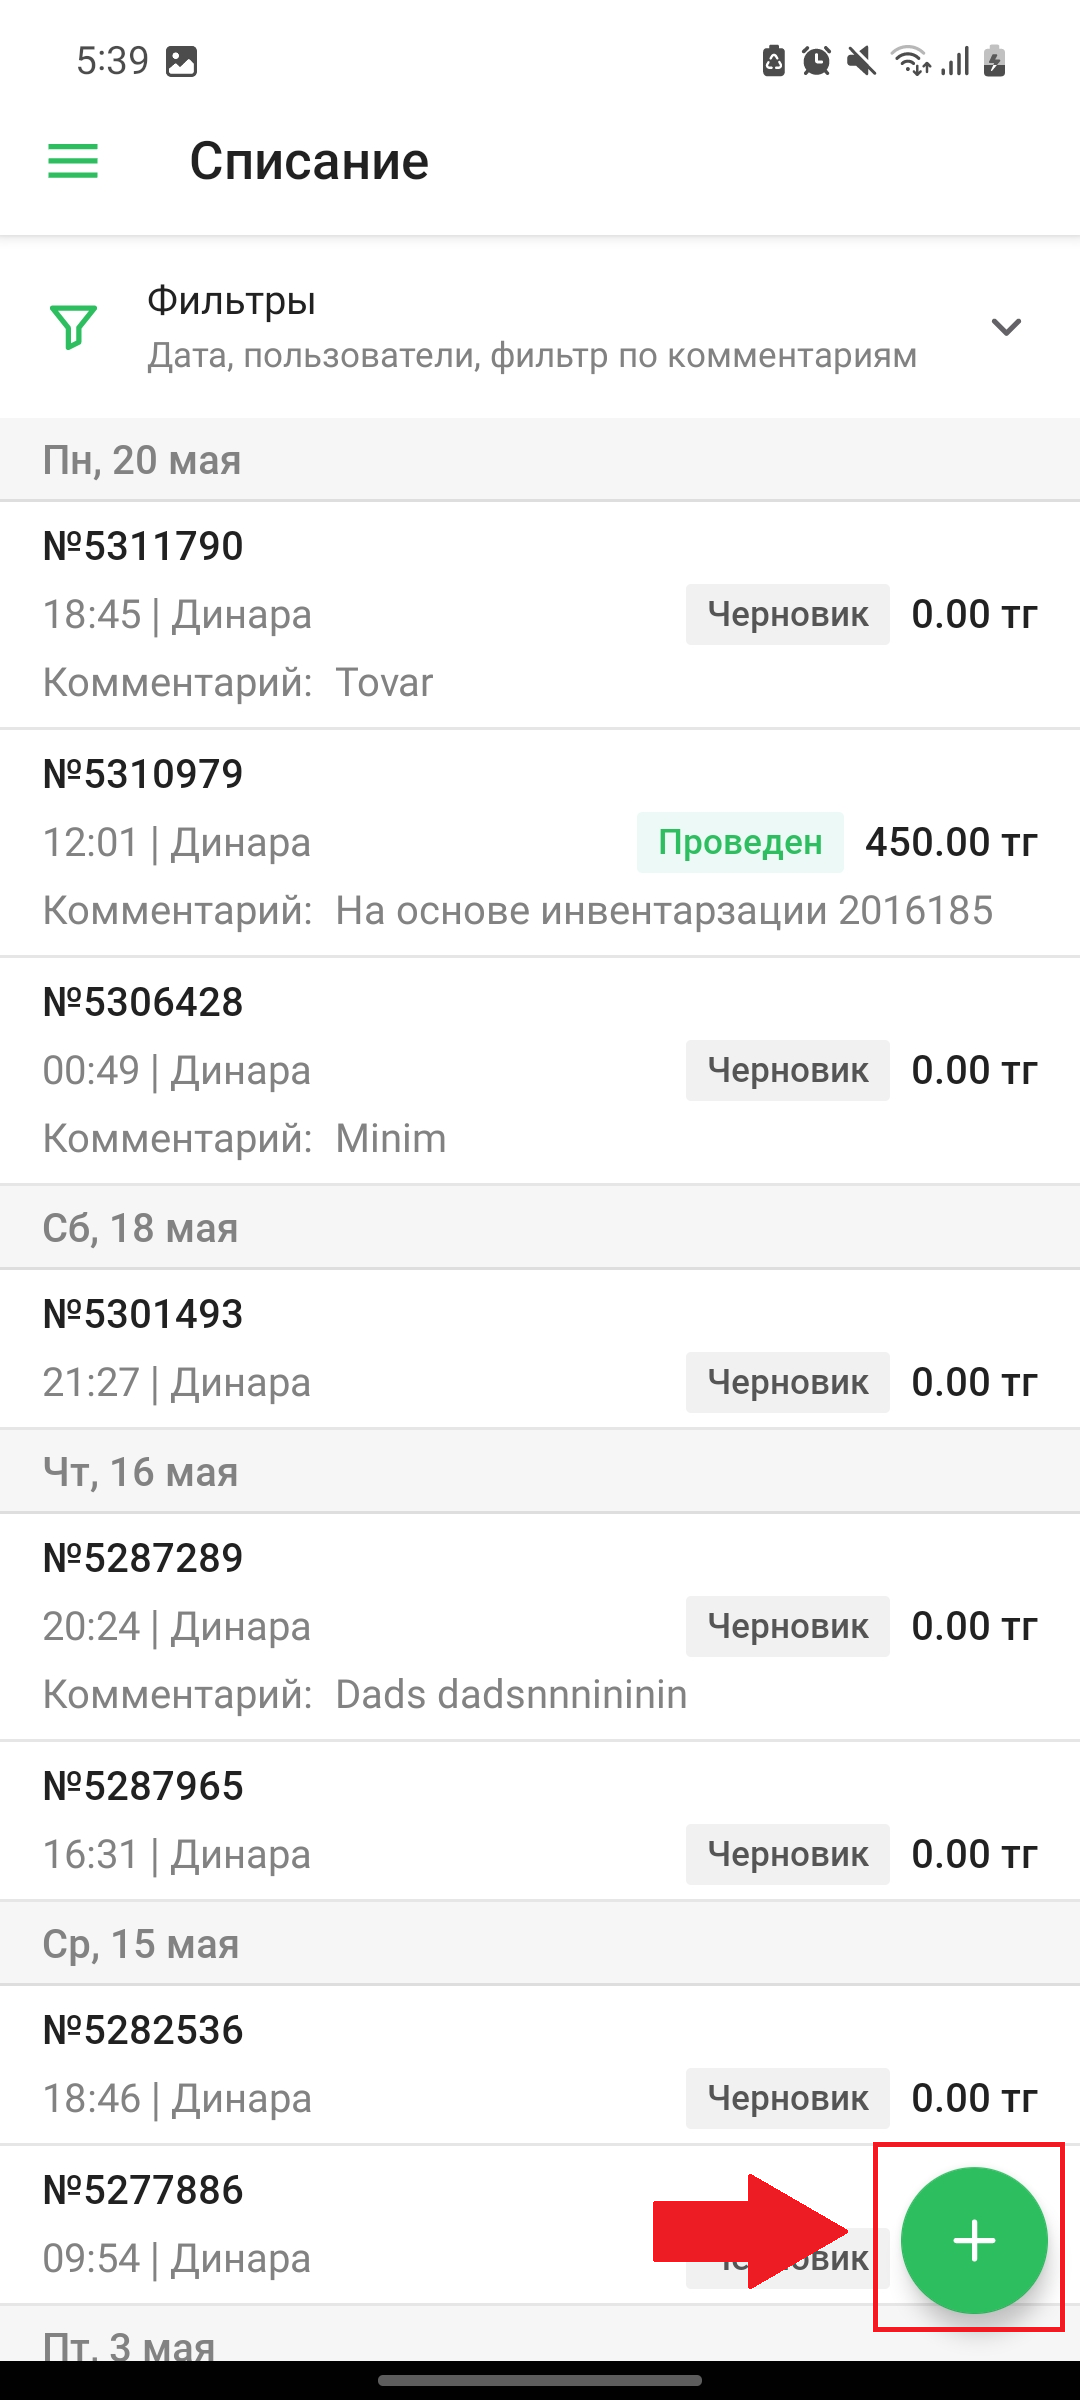 5:39
Списание
Фильтры
Дата, пользователи, фильтр по комментариям
Пн, 20 мая
№5311790
18:45 | Динара Черновик 0.00 тг
Комментарий: Tovar
№5310979
12:01 | Динара Проведен 450.00 тг
Комментарий: На основе инвентарзации 2016185
№5306428
00:49 | Динара Черновик 0.00 тг
Комментарий: Minim
Сб, 18 мая
№5301493
21:27 | Динара Черновик 0.00 тг
Чт, 16 мая
№5287289
20:24 | Динара Черновик 0.00 тг
Комментарий: Dads dadsnnnininin
№5287965
16:31 | Динара Черновик 0.00 тг
Ср, 15 мая
№5282536
18:46 | Динара Черновик 0.00 тг
№5277886
09:54 | Динара
Пт, 3 мая